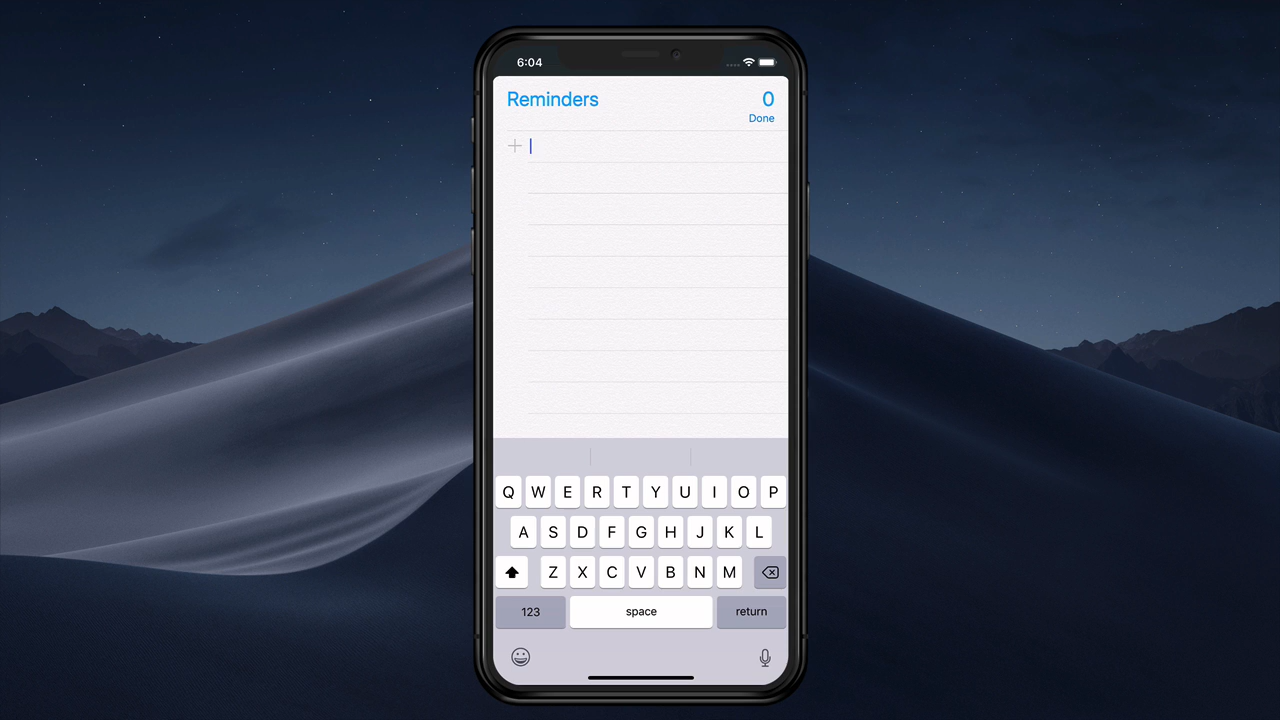 6:04
Reminders 0
Done
Q W E R T Y U I O P
A S D F G H J K L
Z X C V B N M
123 space return